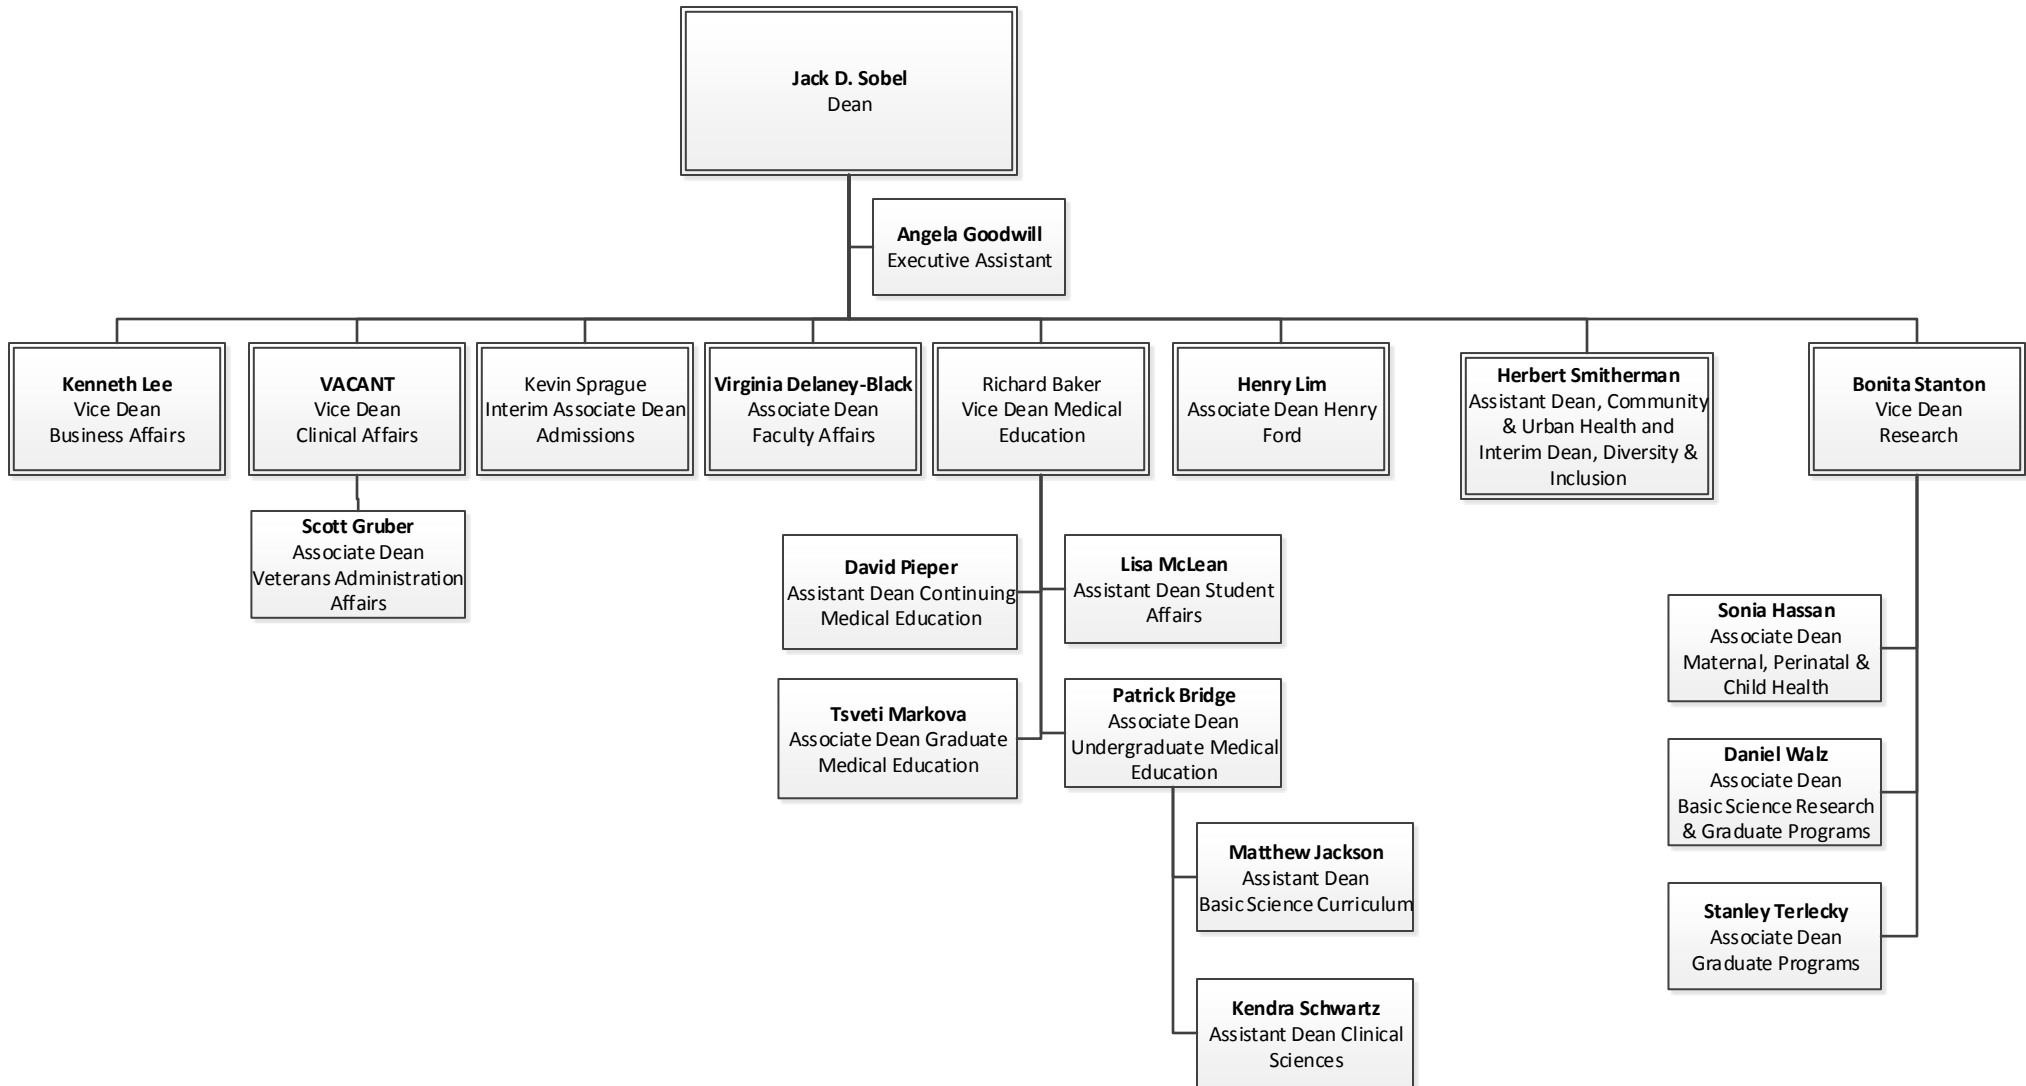 Jack D. Sobel
Dean
Angela Goodwill
Executive Assistant
Kenneth Lee
Vice Dean
Business Affairs
VACANT
Vice Dean
Clinical Affairs
Kevin Sprague
Interim Associate Dean
Admissions
Virginia Delaney-Black
Associate Dean
Faculty Affairs
Richard Baker
Vice Dean Medical
Education
Henry Lim
Associate Dean Henry
Ford
Herbert Smitherman
Assistant Dean, Community
& Urban Health and
Interim Dean, Diversity &
Inclusion
Bonita Stanton
Vice Dean
Research
Scott Gruber
Associate Dean
Veterans Administration
Affairs
David Pieper
Assistant Dean Continuing
Medical Education
Lisa McLean
Assistant Dean Student
Affairs
Tsveti Markova
Associate Dean Graduate
Medical Education
Patrick Bridge
Associate Dean
Undergraduate Medical
Education
Matthew Jackson
Assistant Dean
Basic Science Curriculum
Kendra Schwartz
Assistant Dean Clinical
Sciences
Sonia Hassan
Associate Dean
Maternal, Perinatal &
Child Health
Daniel Walz
Associate Dean
Basic Science Research
& Graduate Programs
Stanley Terlecky
Associate Dean
Graduate Programs